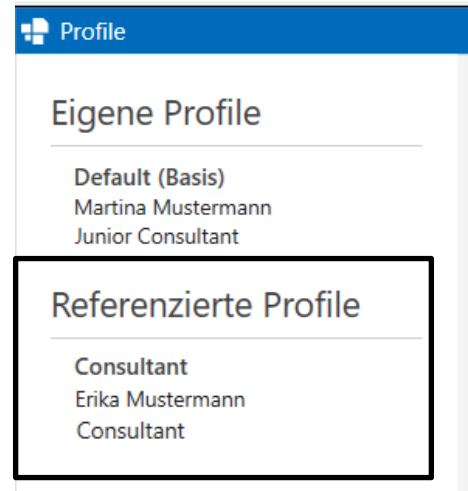 Profile
Eigene Profile
Default (Basis)
Martina Mustermann
Junior Consultant
Referenzierte Profile
Consultant
Erika Mustermann
Consultant